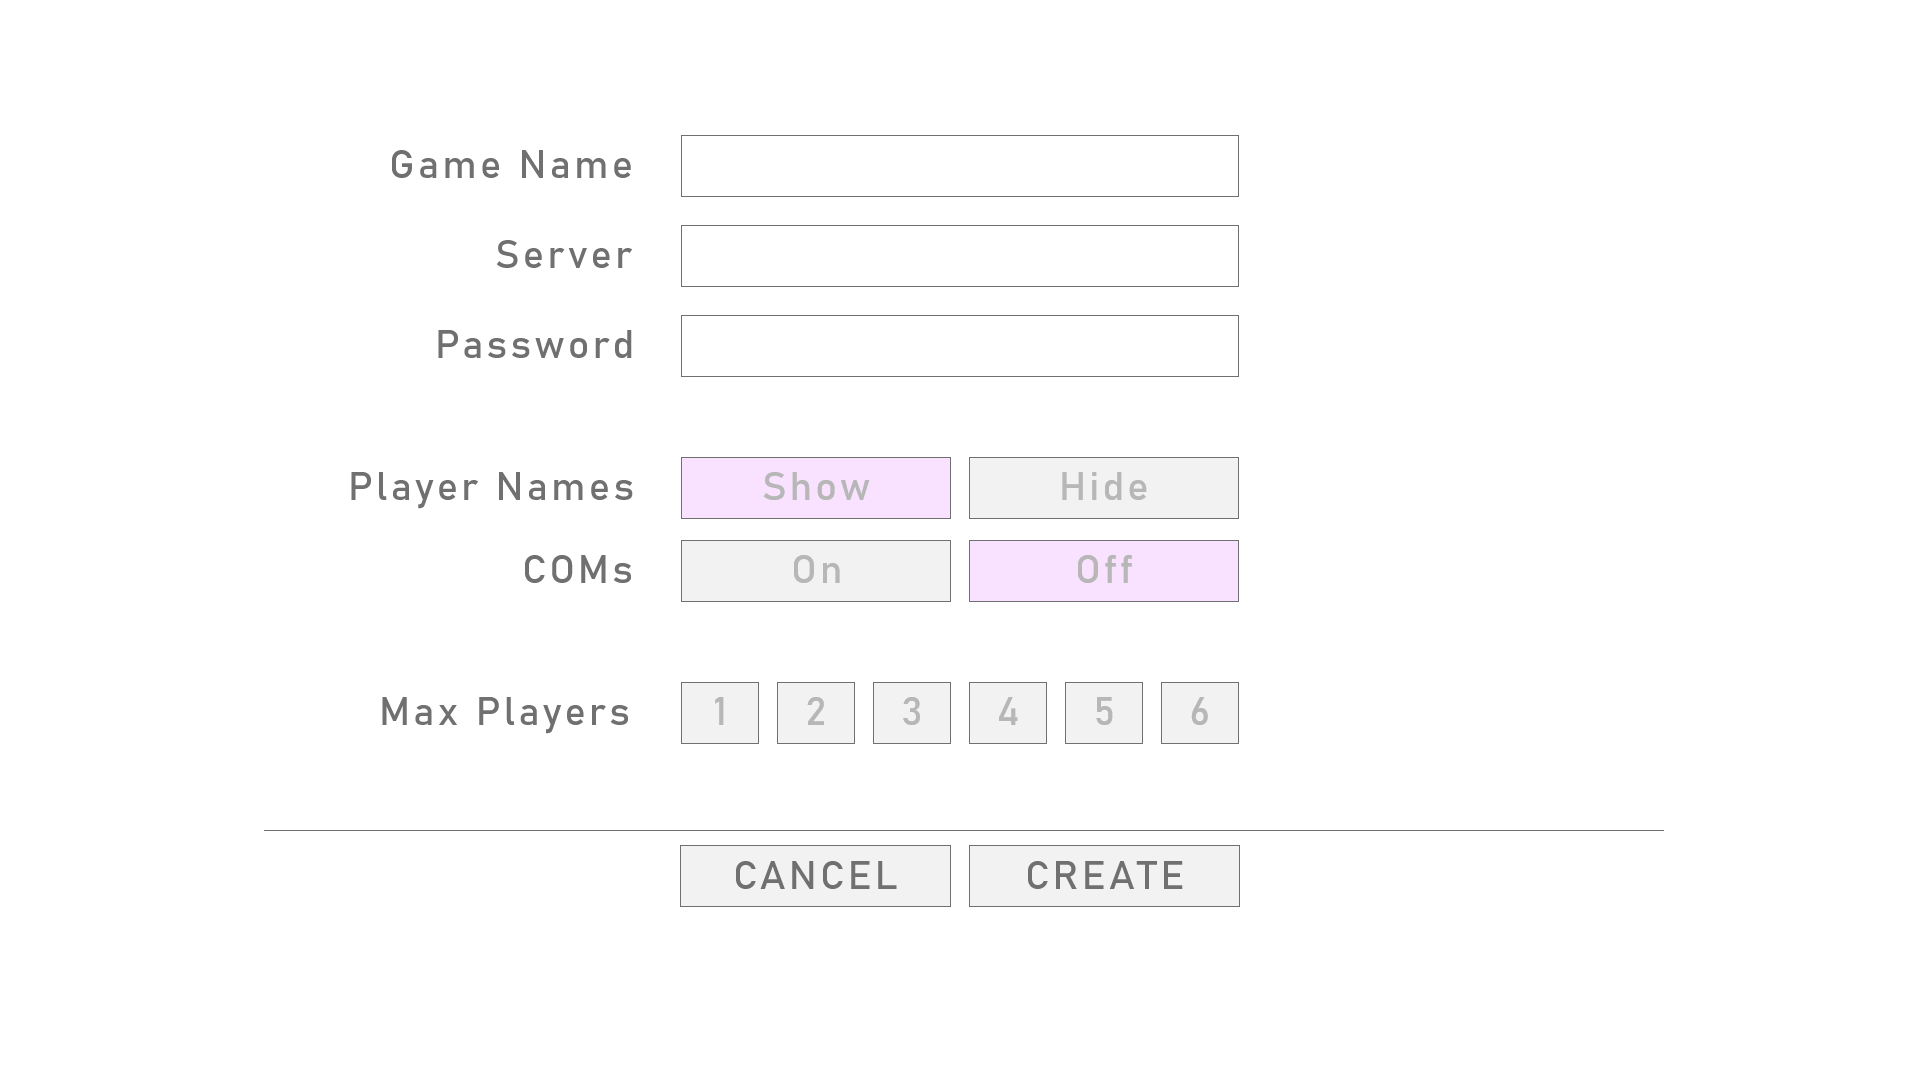 Game Name
Server
Password
Player Names Show Hide
COMs On Off
Max Players 1 2 3 4 5 6
CANCEL CREATE